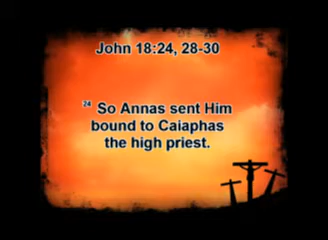 John 18:24, 28-30
24 So Annas sent Him
bound to Caiaphas
the high priest.